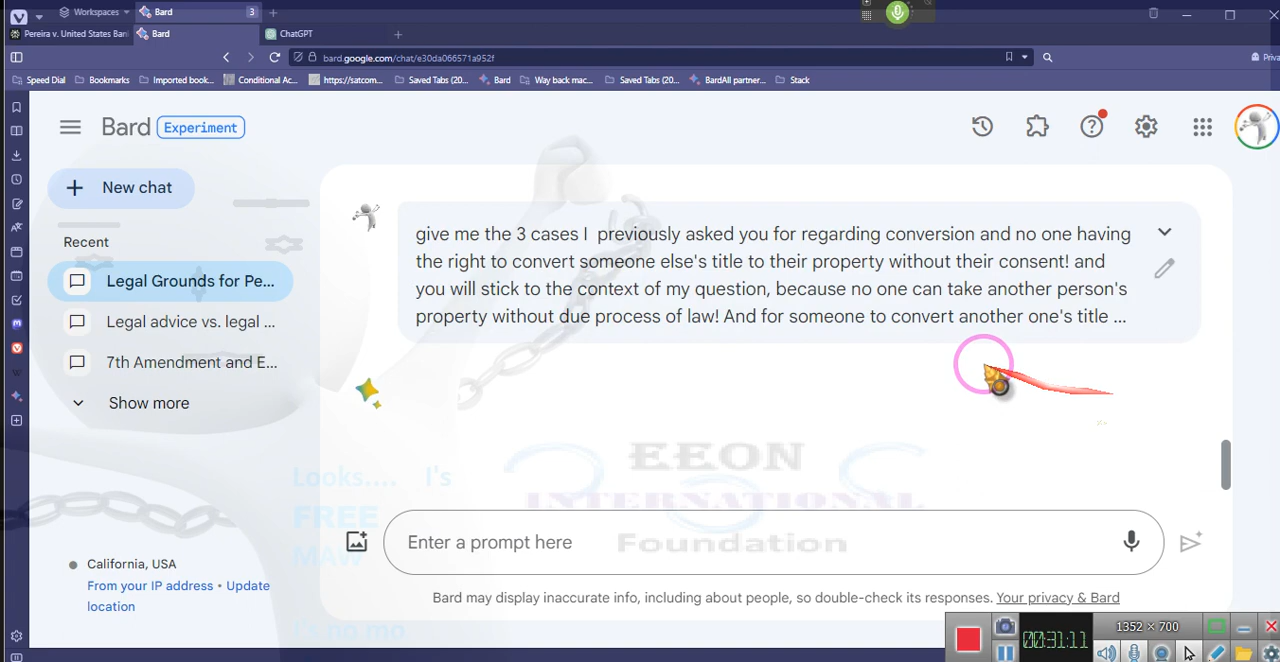 Workspaces
Bard
3
Pereira v. United States Ban
Bard
ChatGPT
bard.google.com/chat/e30da066571a952f
Priva
Speed Dial
Bookmarks
Imported book...
Conditional Ac...
https://satcom...
Saved Tabs (20...
Bard
Way back mac...
Saved Tabs (20...
BardAll partner...
Stack
Bard
Experiment
New chat
Recent
Legal Grounds for Pe...
Legal advice vs. legal ...
7th Amendment and E...
Show more
give me the 3 cases I previously asked you for regarding conversion and no one having
the right to convert someone else's title to their property without their consent! and
you will stick to the context of my question, because no one can take another person's
property without due process of law! And for someone to convert another one's title ...
EEON
INTERNATIONAL
Foundation
Looks.... I's
FREE
MAW
I's no mo
Enter a prompt here
California, USA
From your IP address • Update
location
Bard may display inaccurate info, including about people, so double-check its responses. Your privacy & Bard
1352 × 700
00:31:11